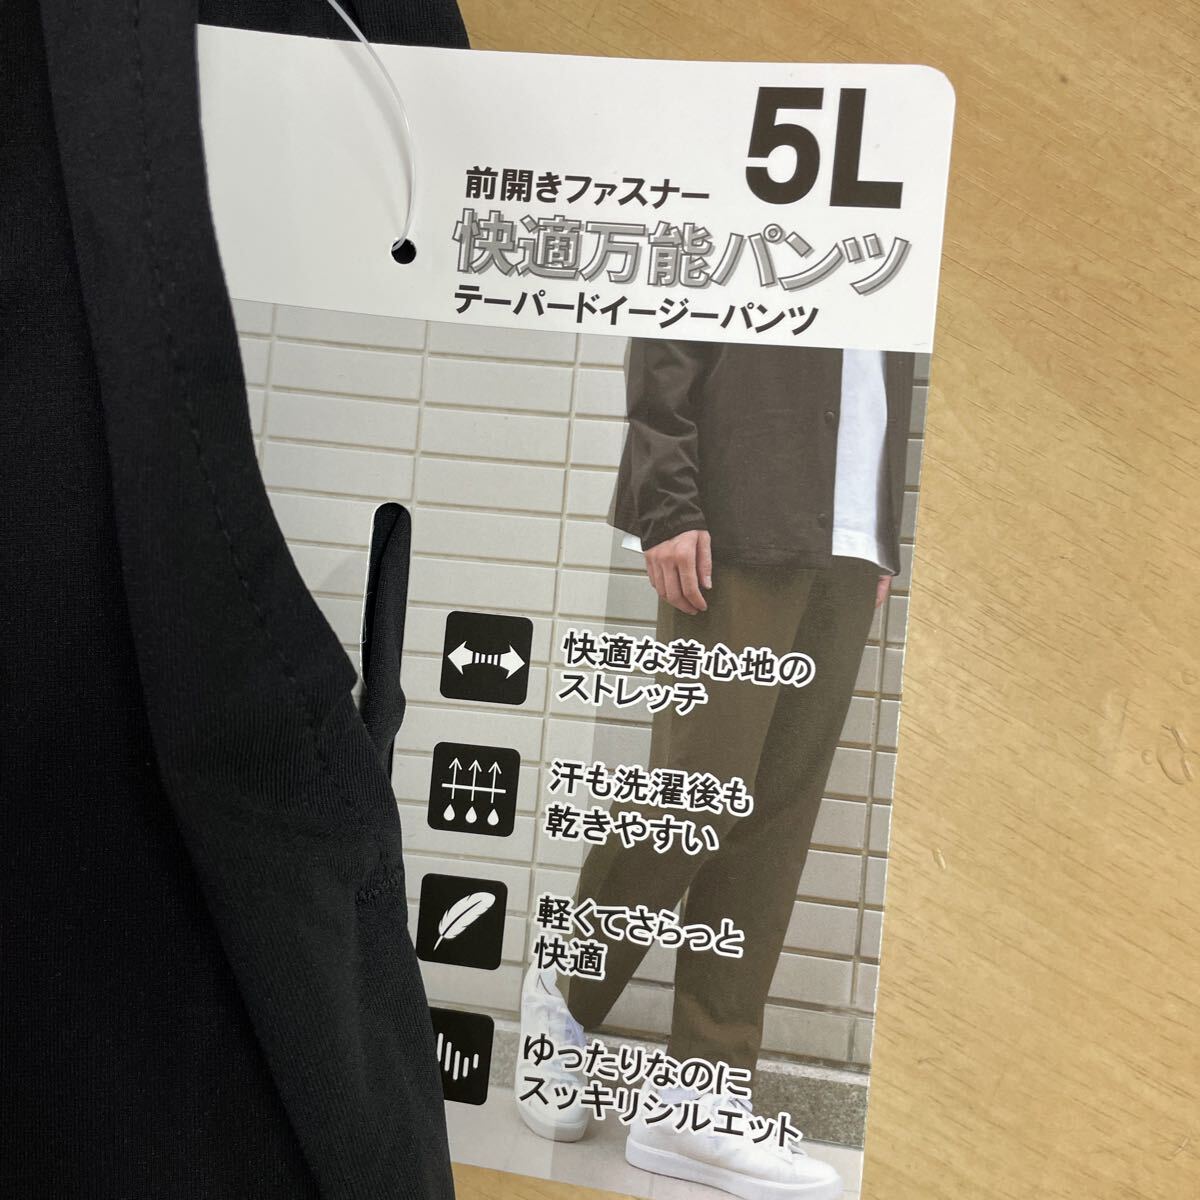 5L
前開きファスナー
快適万能パンツ
テーパードイージーパンツ
快適な着心地の
ストレッチ
汗も洗濯後も
乾きやすい
軽くてさらっと
快適
ゆったりなのに
スッキリシルエット